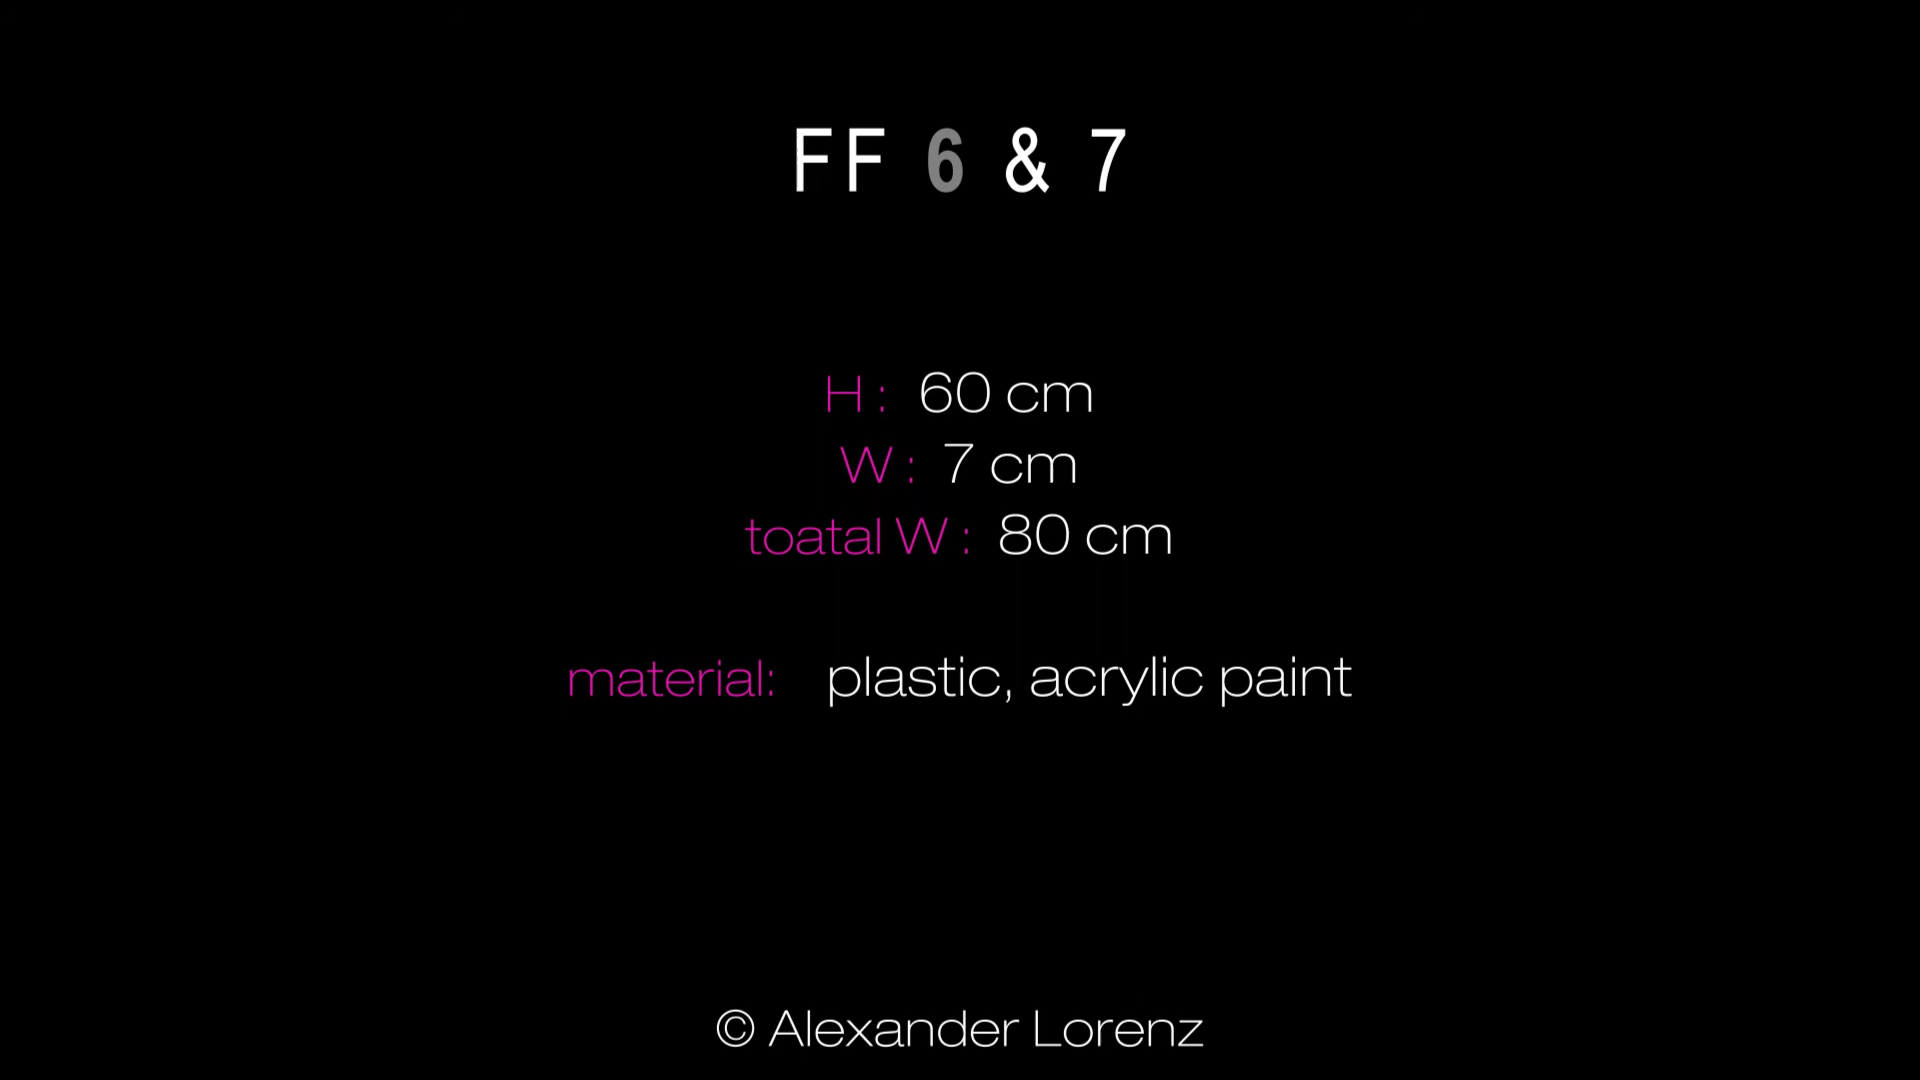 FF 6 & 7
H : 60 cm
W : 7 cm
toatal W : 80 cm
material: plastic, acrylic paint
© Alexander Lorenz